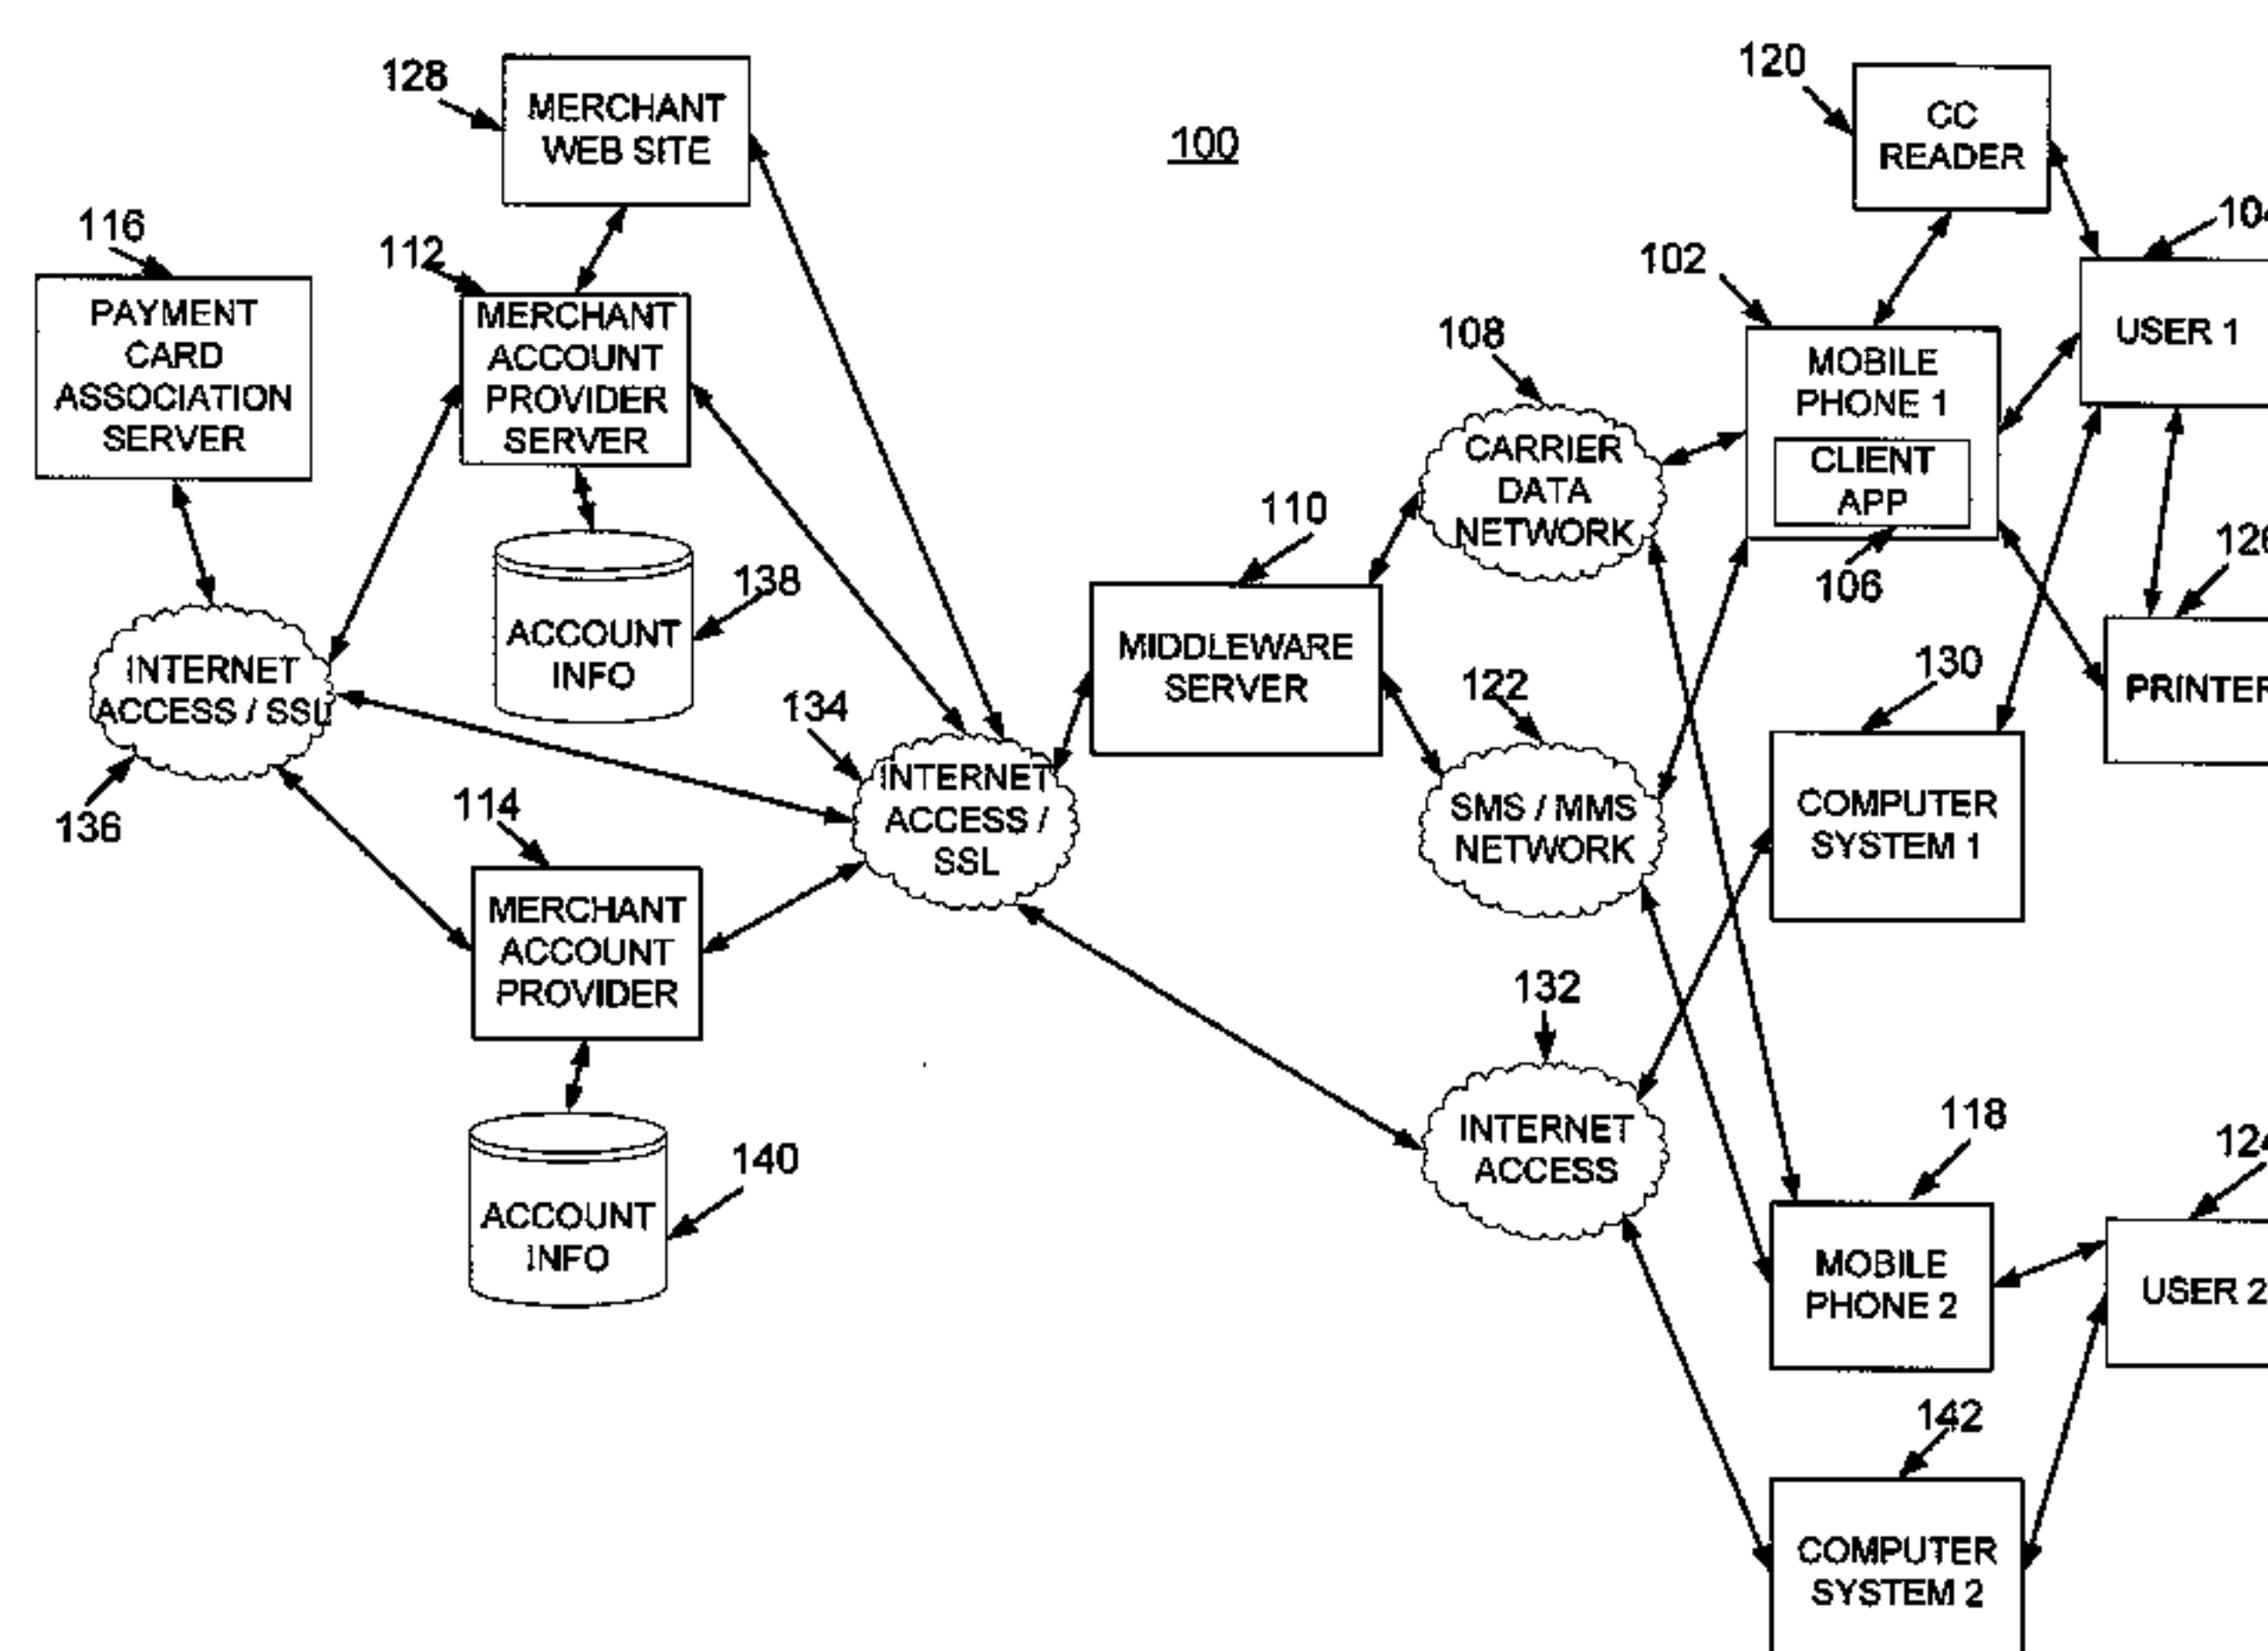 128
MERCHANT
WEB SITE
100
120
CC
READER
116
PAYMENT
CARD
ASSOCIATION
SERVER
112
MERCHANT
ACCOUNT
PROVIDER
SERVER
102
MOBILE
PHONE 1
CLIENT
APP
106
104
USER 1
108
CARRIER
DATA
NETWORK
110
MIDDLEWARE
SERVER
138
ACCOUNT
INFO
INTERNET
ACCESS / SSL
136
134
INTERNET
ACCESS /
SSL
122
SMS / MMS
NETWORK
130
COMPUTER
SYSTEM 1
126
PRINTER
114
MERCHANT
ACCOUNT
PROVIDER
140
ACCOUNT
INFO
132
INTERNET
ACCESS
118
MOBILE
PHONE 2
124
USER 2
142
COMPUTER
SYSTEM 2